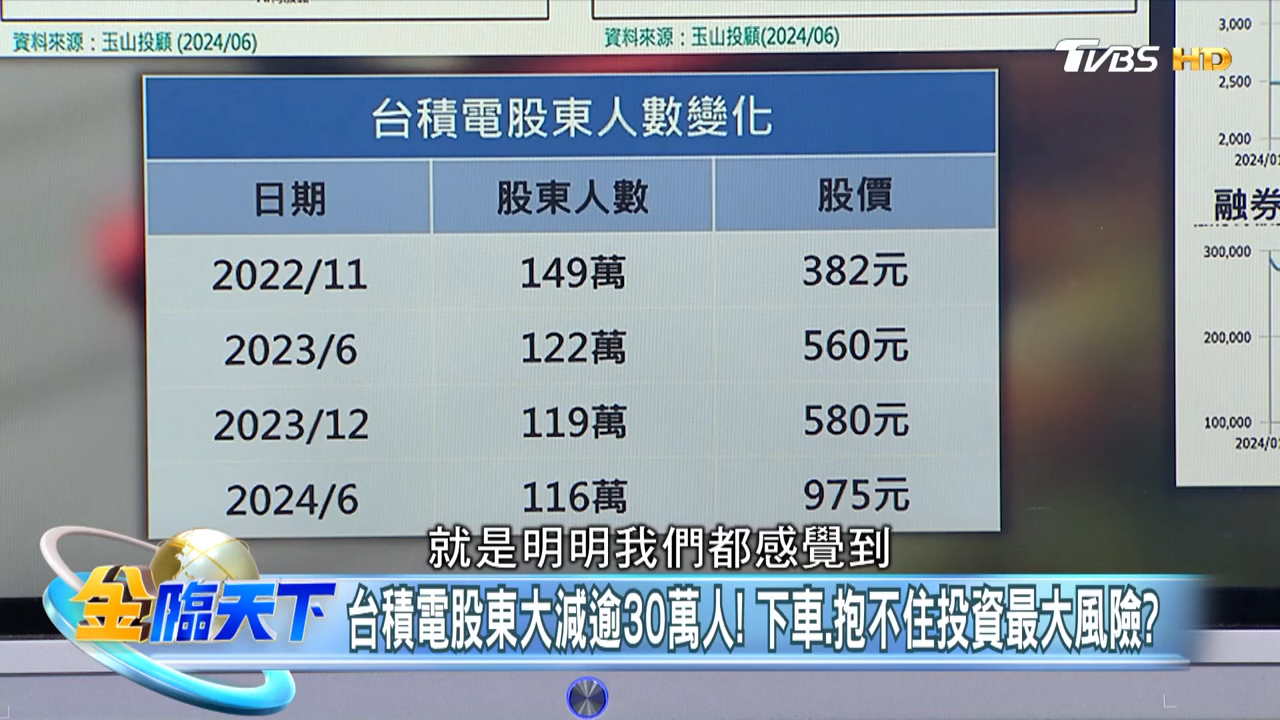 資料來源：玉山投顧 (2024/06)
資料來源：玉山投顧(2024/06)
TVBS HD
3,000
2,500
2,000
2024/01
融券
300,000
200,000
100,000
2024/01
台積電股東人數變化
日期 股東人數 股價
2022/11 149萬 382元
2023/6 122萬 560元
2023/12 119萬 580元
2024/6 116萬 975元
就是明明我們都感覺到
金臨天下
台積電股東大減逾30萬人! 下車.抱不住投資最大風險?